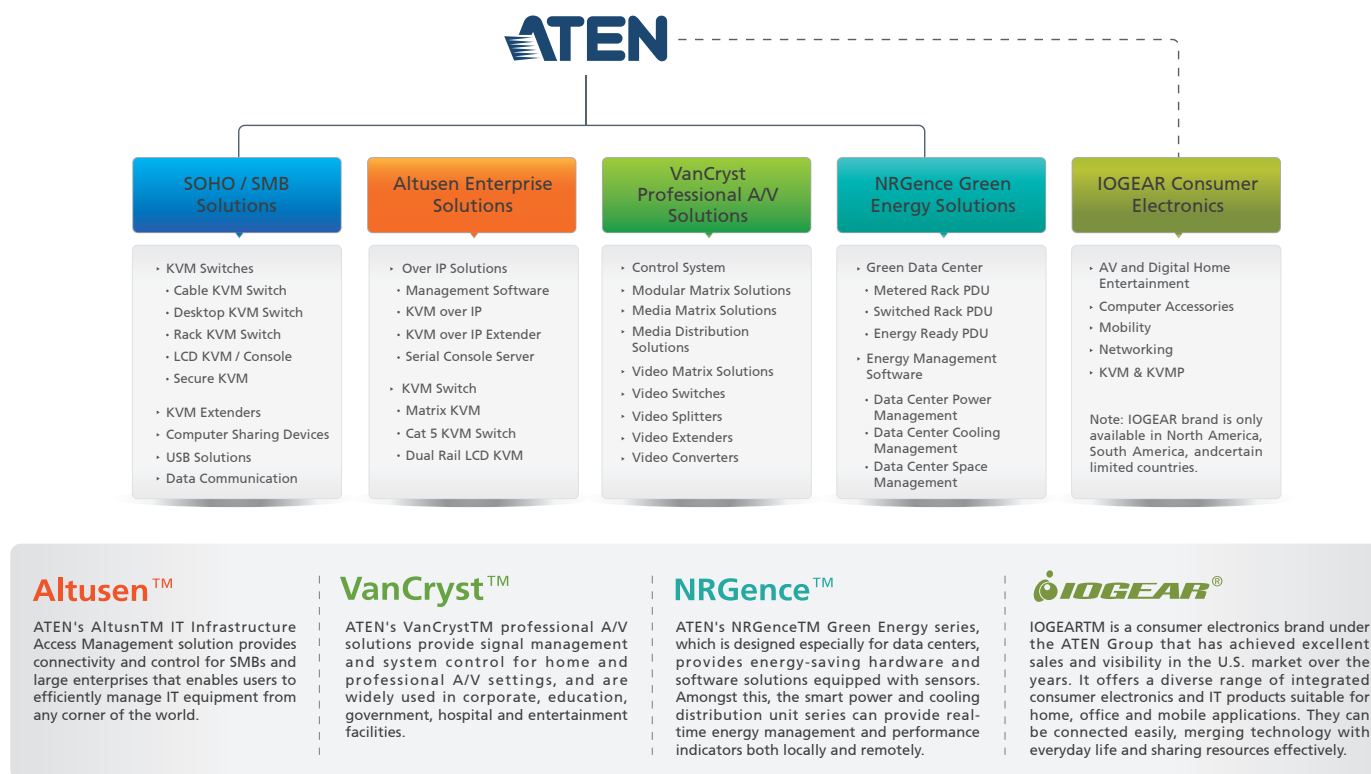 ATEN
SOHO / SMB
Solutions
KVM Switches
Cable KVM Switch
Desktop KVM Switch
Rack KVM Switch
LCD KVM / Console
Secure KVM
KVM Extenders
Computer Sharing Devices
USB Solutions
Data Communication
Altusen Enterprise
Solutions
Over IP Solutions
Management Software
KVM over IP
KVM over IP Extender
Serial Console Server
KVM Switch
Matrix KVM
Cat 5 KVM Switch
Dual Rail LCD KVM
VanCryst
Professional A/V
Solutions
Control System
Modular Matrix Solutions
Media Matrix Solutions
Media Distribution
Solutions
Video Matrix Solutions
Video Switches
Video Splitters
Video Extenders
Video Converters
NRGence Green
Energy Solutions
Green Data Center
Metered Rack PDU
Switched Rack PDU
Energy Ready PDU
Energy Management
Software
Data Center Power
Management
Data Center Cooling
Management
Data Center Space
Management
IOGEAR Consumer
Electronics
AV and Digital Home
Entertainment
Computer Accessories
Mobility
Networking
KVM & KVMP
Note: IOGEAR brand is only
available in North America,
South America, andcertain
limited countries.
Altusen™
ATEN's AltusnTM IT Infrastructure
Access Management solution provides
connectivity and control for SMBs and
large enterprises that enables users to
efficiently manage IT equipment from
any corner of the world.
VanCryst™
ATEN's VanCrystTM professional A/V
solutions provide signal management
and system control for home and
professional A/V settings, and are
widely used in corporate, education,
government, hospital and entertainment
facilities.
NRGence™
ATEN's NRGenceTM Green Energy series,
which is designed especially for data centers,
provides energy-saving hardware and
software solutions equipped with sensors.
Amongst this, the smart power and cooling
distribution unit series can provide real-
time energy management and performance
indicators both locally and remotely.
IOGEAR®
IOGEARTM is a consumer electronics brand under
the ATEN Group that has achieved excellent
sales and visibility in the U.S. market over the
years. It offers a diverse range of integrated
consumer electronics and IT products suitable for
home, office and mobile applications. They can
be connected easily, merging technology with
everyday life and sharing resources effectively.